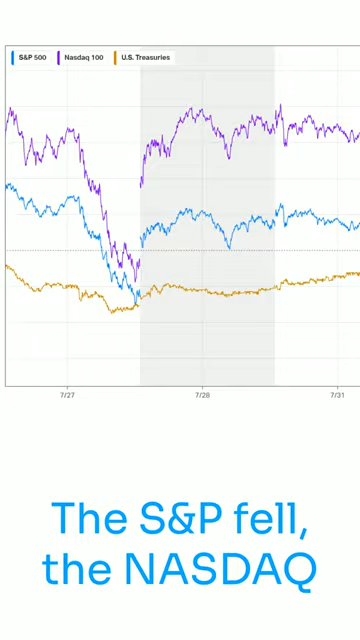 S&P 500 Nasdaq 100 U.S. Treasuries
7/27 7/28 7/31
The S&P fell,
the NASDAQ